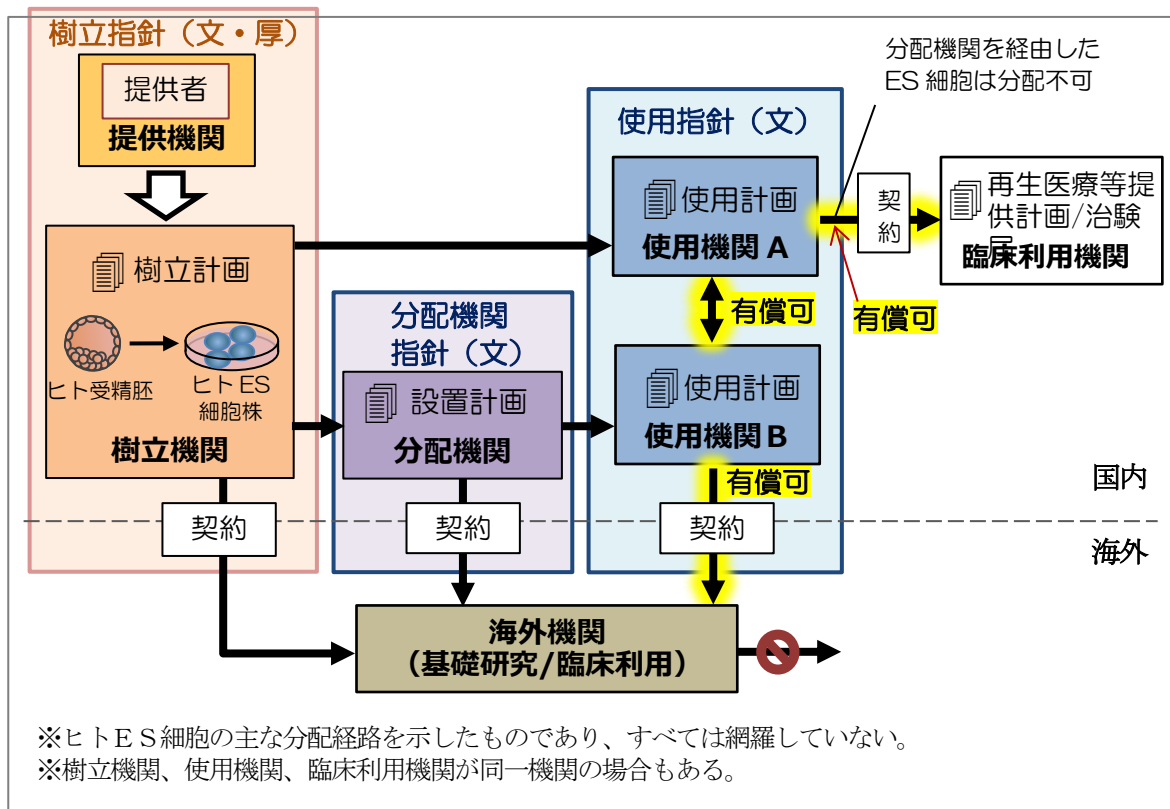 樹立指針（文・厚）
提供者
提供機関
樹立計画
ヒト受精胚
ヒト ES
細胞株
樹立機関
契約
分配機関
指針（文）
設置計画
分配機関
契約
使用指針（文）
使用計画
使用機関 A
有償可
使用計画
使用機関 B
有償可
契約
分配機関を経由した
ES 細胞は分配不可
契約
有償可
再生医療等提
供計画/治験
臨床利用機関
国内
海外
海外機関
（基礎研究/臨床利用）
※ヒトＥＳ細胞の主な分配経路を示したものであり、すべては網羅していない。
※樹立機関、使用機関、臨床利用機関が同一機関の場合もある。